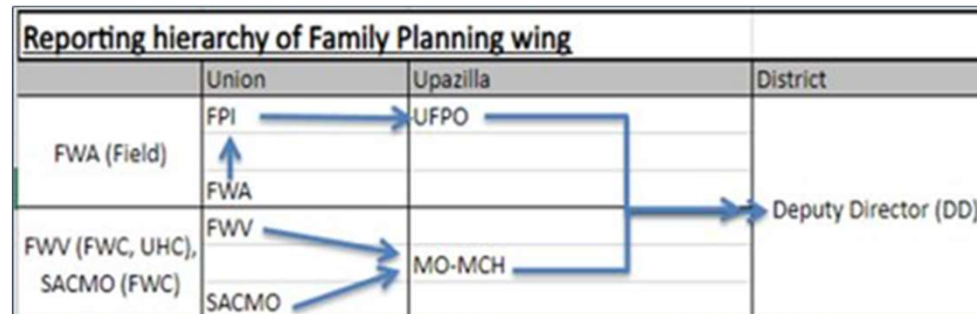 Reporting hierarchy of Family Planning wing
Union Upazilla District
FPI UFPO
FWA (Field)
FWA
Deputy Director (DD)
FWV
FWV (FWC, UHC),
SACMO (FWC)
MO-MCH
SACMO